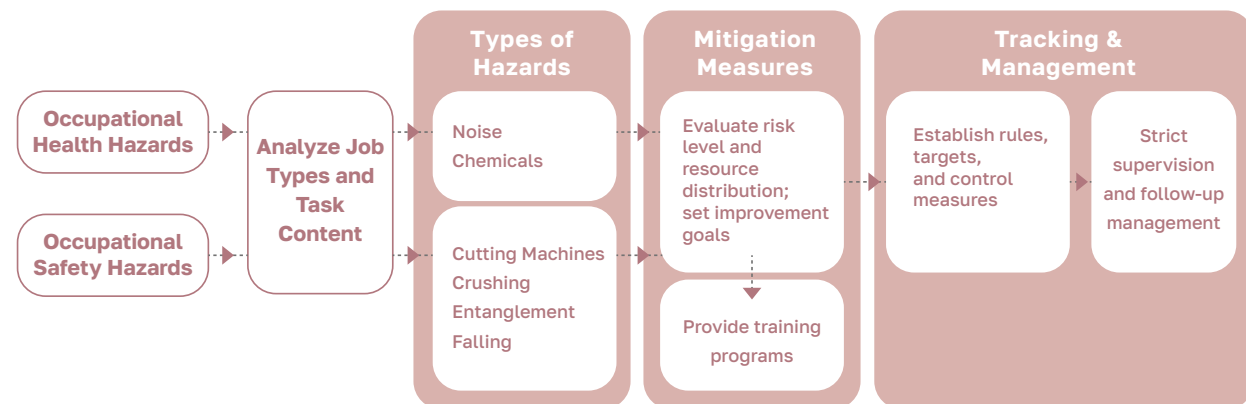 Occupational
Health Hazards
Occupational
Safety Hazards
Analyze Job
Types and
Task
Content
Types of
Hazards
Noise
Chemicals
Cutting Machines
Crushing
Entanglement
Falling
Mitigation
Measures
Evaluate risk
level and
resource
distribution;
set improvement
goals
Provide training
programs
Tracking &
Management
Establish rules,
targets,
and control
measures
Strict
supervision
and follow-up
management